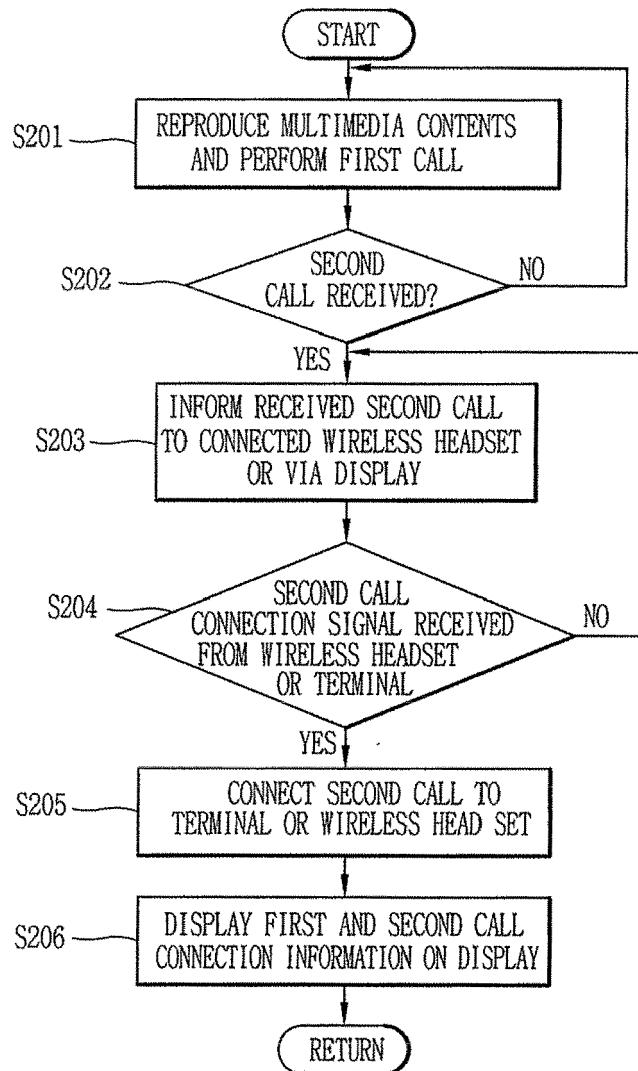 START
S201
REPRODUCE MULTIMEDIA CONTENTS
AND PERFORM FIRST CALL
S202
SECOND
CALL RECEIVED?
NO
YES
S203
INFORM RECEIVED SECOND CALL
TO CONNECTED WIRELESS HEADSET
OR VIA DISPLAY
S204
SECOND CALL
CONNECTION SIGNAL RECEIVED
FROM WIRELESS HEADSET
OR TERMINAL
NO
YES
S205
CONNECT SECOND CALL TO
TERMINAL OR WIRELESS HEAD SET
S206
DISPLAY FIRST AND SECOND CALL
CONNECTION INFORMATION ON DISPLAY
RETURN